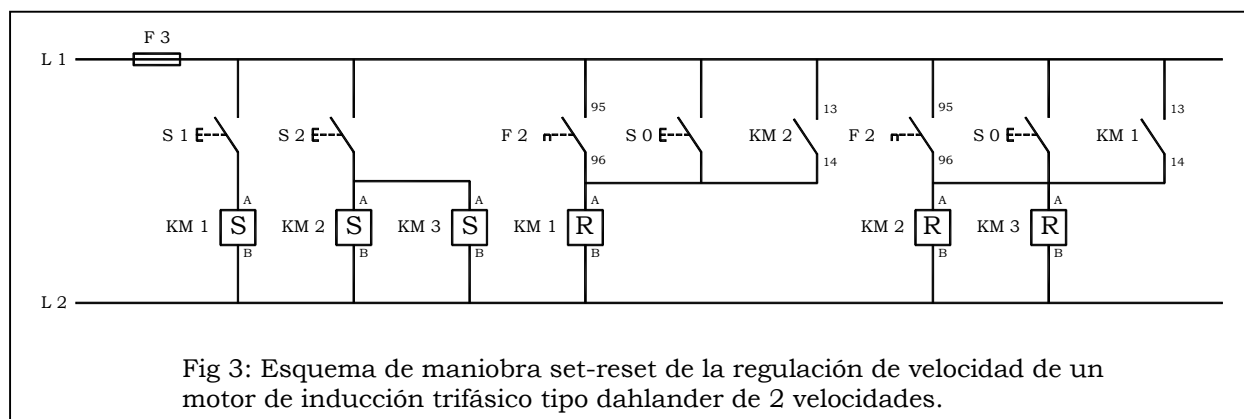 F 3
L 1
95
13
95
13
S 1
S 2
F 2
S 0
KM 2
F 2
S 0
KM 1
96
14
96
14
A
A
A
A
A
A
KM 1
S
KM 2
S
KM 3
S
KM 1
R
KM 2
R
KM 3
R
B
B
B
B
B
B
L 2
Fig 3: Esquema de maniobra set-reset de la regulación de velocidad de un
motor de inducción trifásico tipo dahlander de 2 velocidades.